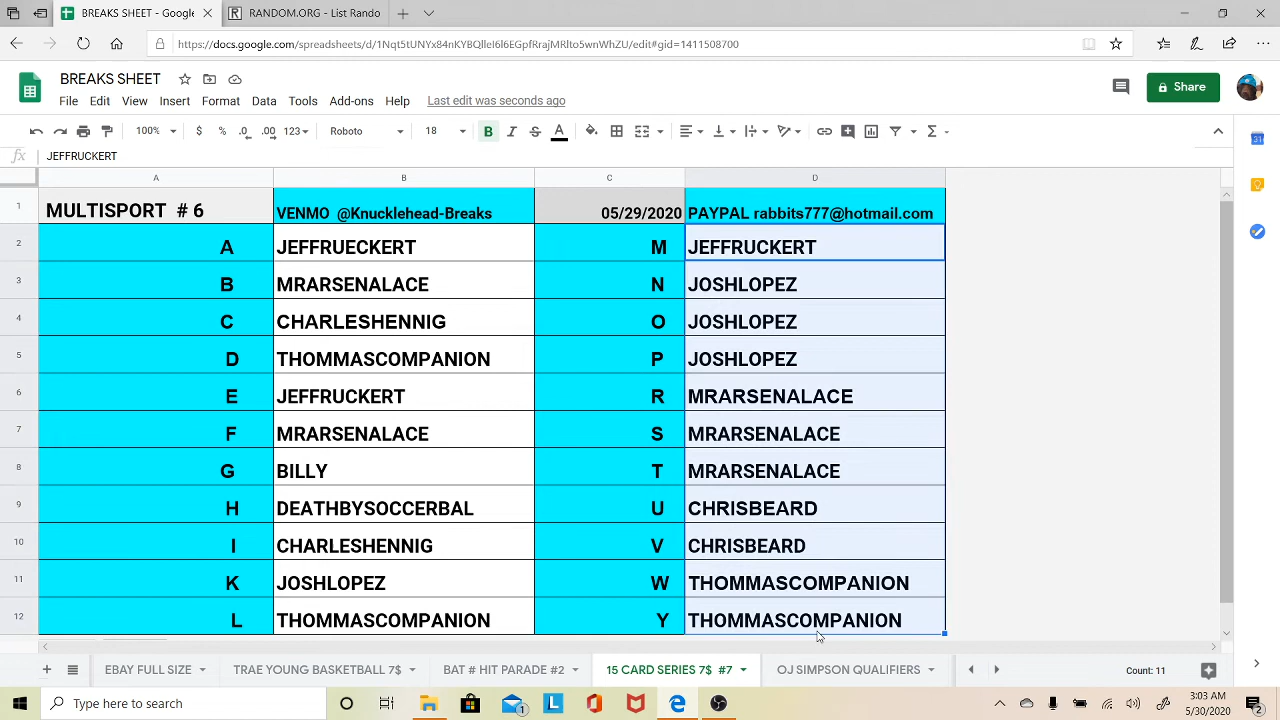 BREAKS SHEET
RANDOM.ORG - T
https://docs.google.com/spreadsheets/d/1Nqt5tUNYx84nKYBQlleI6l6EGpfRrajMRlto5wnWhZU/edit#gid=1411508700
BREAKS SHEET
File Edit View Insert Format Data Tools Add-ons Help Last edit was seconds ago
Share
100% $ % .0 .00 123 Roboto 18 B I S A
fx JEFFRUCKERT
A B C D
1 MULTISPORT # 6 VENMO @Knucklehead-Breaks 05/29/2020 PAYPAL rabbits777@hotmail.com
2 A JEFFRUECKERT M JEFFRUCKERT
3 B MRARSENALACE N JOSHLOPEZ
4 C CHARLESHENNIG O JOSHLOPEZ
5 D THOMMASCOMPANION P JOSHLOPEZ
6 E JEFFRUCKERT R MRARSENALACE
7 F MRARSENALACE S MRARSENALACE
8 G BILLY T MRARSENALACE
9 H DEATHBYSOCCERBAL U CHRISBEARD
10 I CHARLESHENNIG V CHRISBEARD
11 K JOSHLOPEZ W THOMMASCOMPANION
12 L THOMMASCOMPANION Y THOMMASCOMPANION
EBAY FULL SIZE TRAE YOUNG BASKETBALL 7$ BAT # HIT PARADE #2 15 CARD SERIES 7$ #7 OJ SIMPSON QUALIFIERS Count: 11
Type here to search
3:03 AM
5/30/2020